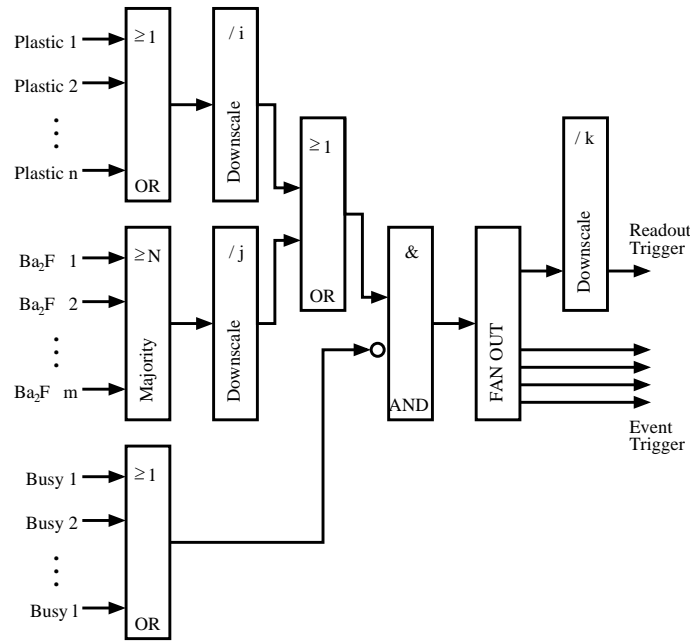 Plastic 1
Plastic 2
Plastic n
≥1
OR
/ i
Downscale
Ba₂F 1
Ba₂F 2
Ba₂F m
≥N
Majority
/ j
Downscale
≥1
OR
Busy 1
Busy 2
Busy l
≥1
OR
&
AND
FAN OUT
/ k
Downscale
Readout
Trigger
Event
Trigger